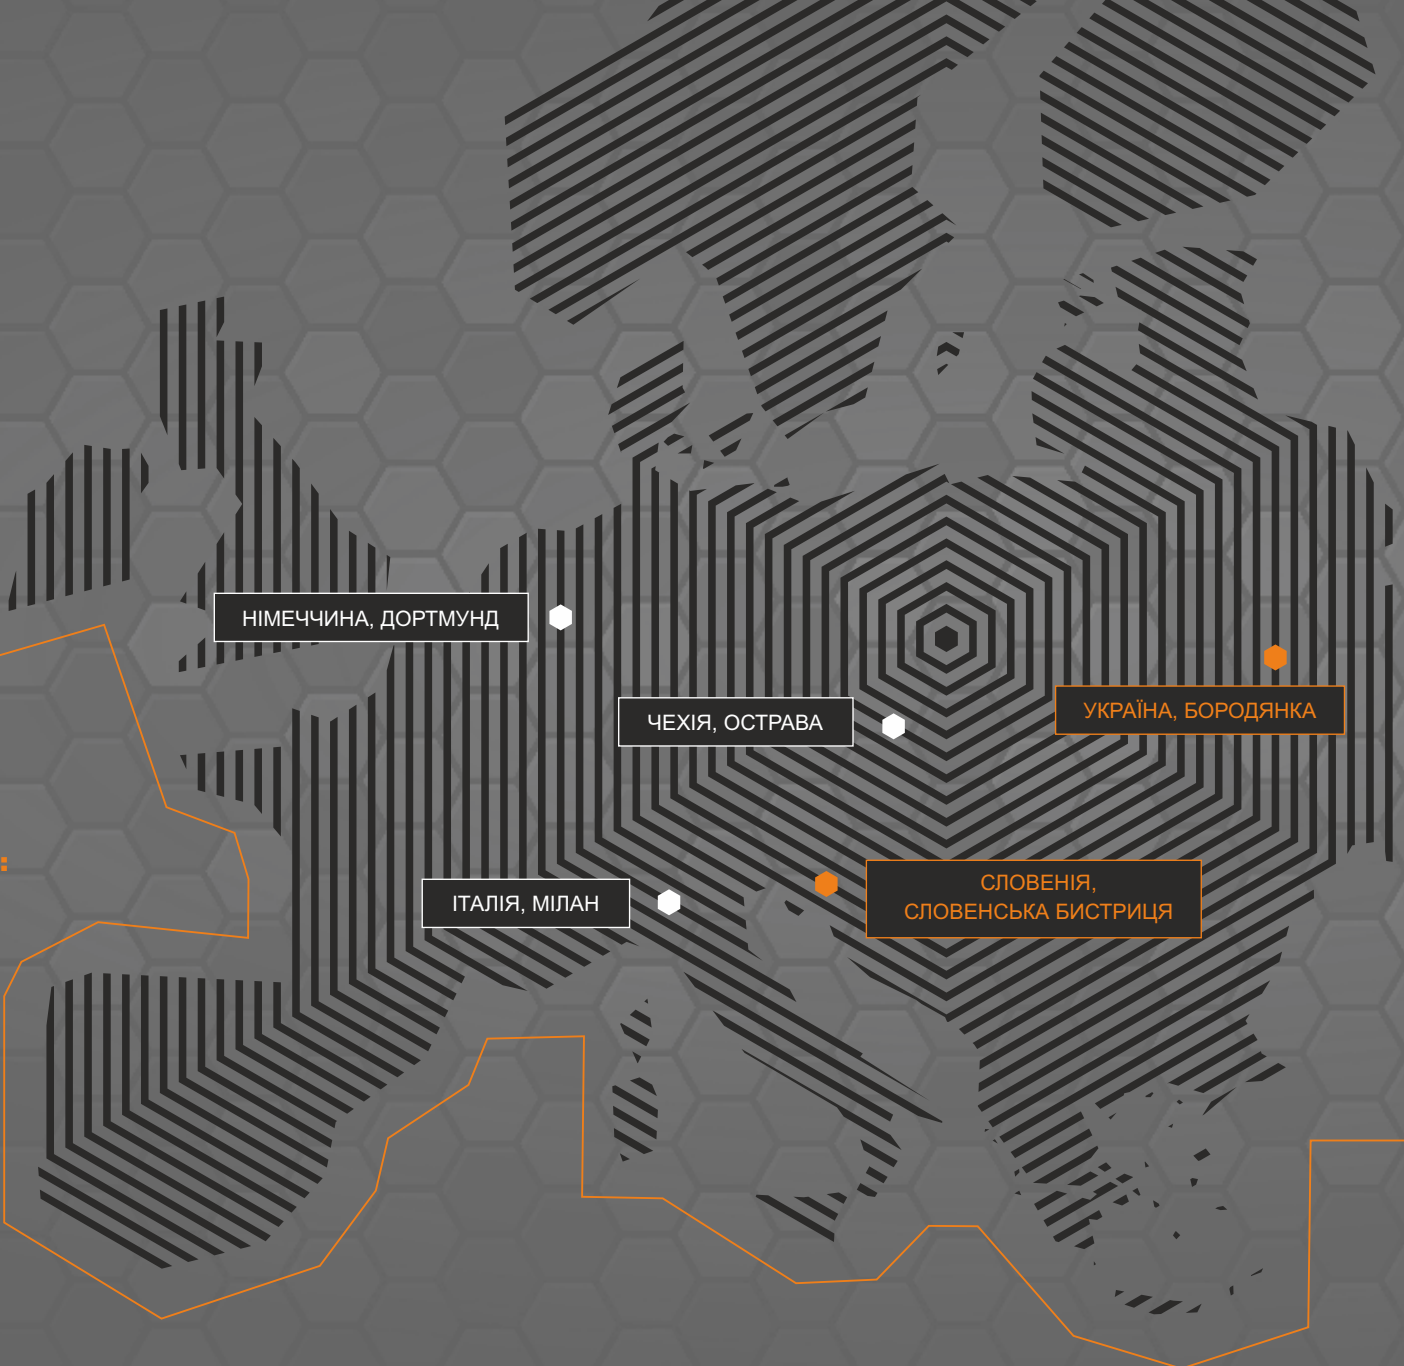 НІМЕЧЧИНА, ДОРТМУНД
ЧЕХІЯ, ОСТРАВА
УКРАЇНА, БОРОДЯНКА
ІТАЛІЯ, МІЛАН
СЛОВЕНІЯ,
СЛОВЕНСЬКА БИСТРИЦЯ